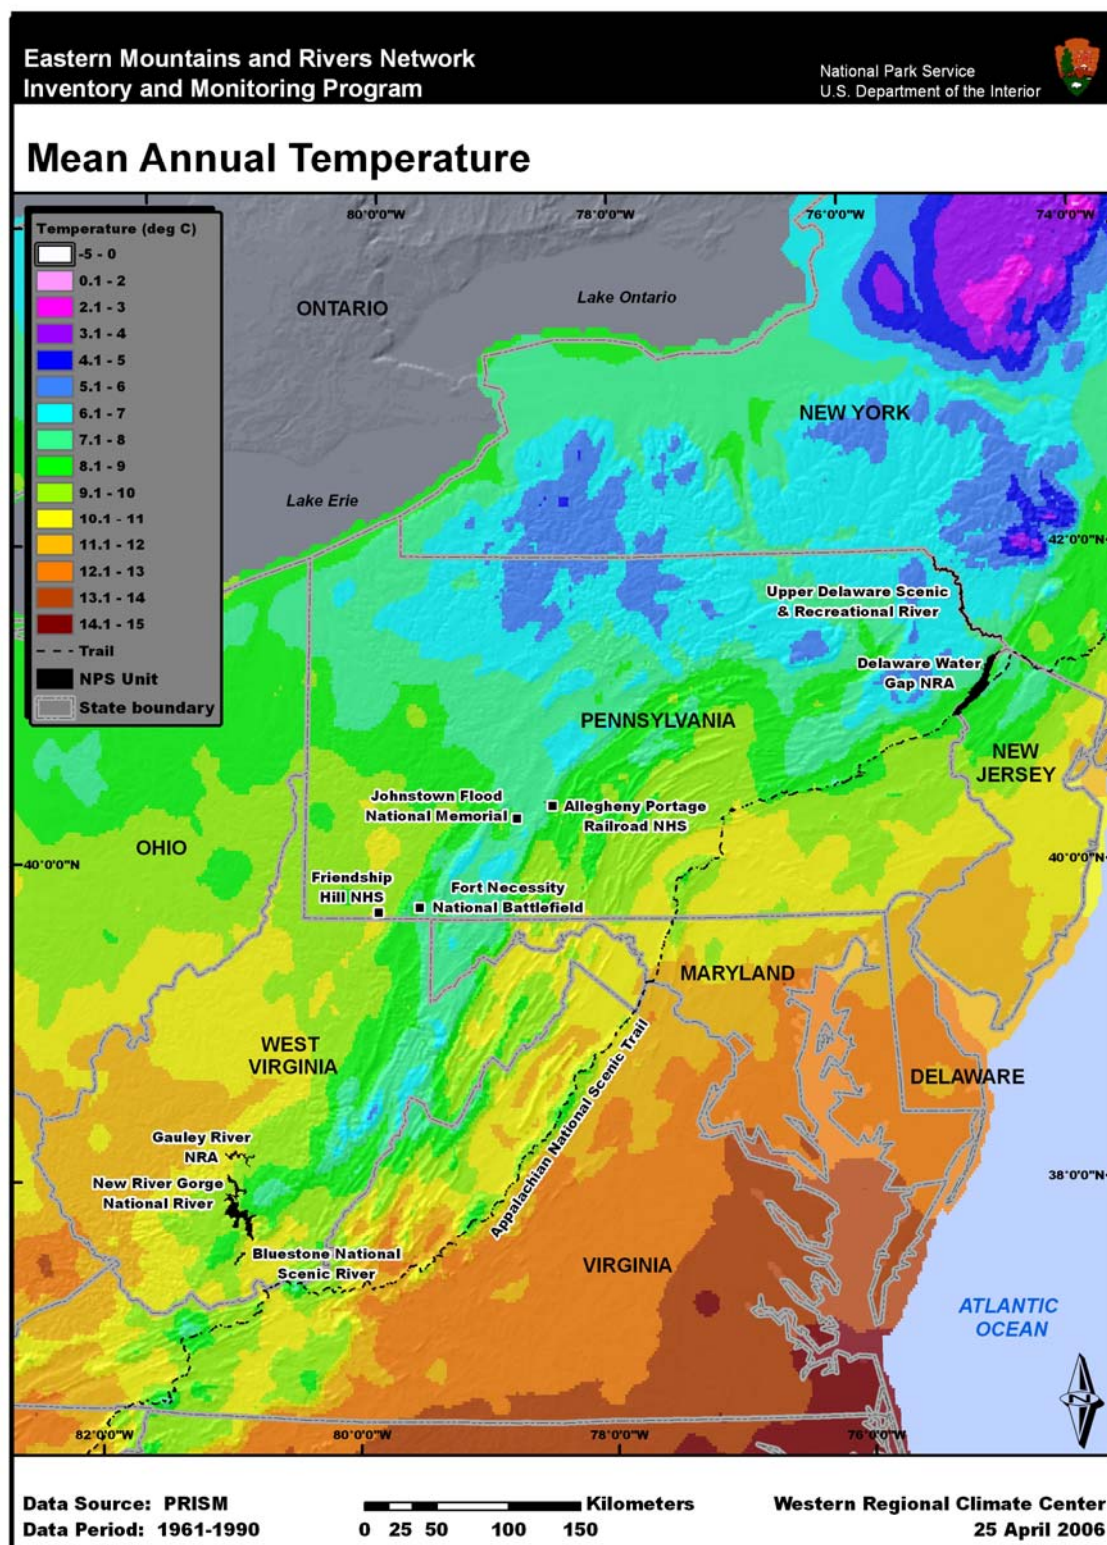 Eastern Mountains and Rivers Network
Inventory and Monitoring Program
National Park Service
U.S. Department of the Interior
Mean Annual Temperature
80°0'0"W
78°0'0"W
76°0'0"W
74°0'0"W
Temperature (deg C)
-5 - 0
0.1 - 2
2.1 - 3
3.1 - 4
4.1 - 5
5.1 - 6
6.1 - 7
7.1 - 8
8.1 - 9
9.1 - 10
10.1 - 11
11.1 - 12
12.1 - 13
13.1 - 14
14.1 - 15
Trail
NPS Unit
State boundary
ONTARIO
Lake Ontario
NEW YORK
Lake Erie
42°0'0"N
Upper Delaware Scenic
& Recreational River
Delaware Water
Gap NRA
PENNSYLVANIA
NEW
JERSEY
Johnstown Flood
National Memorial
Allegheny Portage
Railroad NHS
OHIO
40°0'0"N
40°0'0"N
Friendship
Hill NHS
Fort Necessity
National Battlefield
MARYLAND
WEST
VIRGINIA
DELAWARE
Appalachian National Scenic Trail
Gauley River
NRA
New River Gorge
National River
38°0'0"N
Bluestone National
Scenic River
VIRGINIA
ATLANTIC
OCEAN
N
82°0'0"W
80°0'0"W
78°0'0"W
76°0'0"W
Data Source: PRISM
Data Period: 1961-1990
Kilometers
0 25 50 100 150
Western Regional Climate Center
25 April 2006